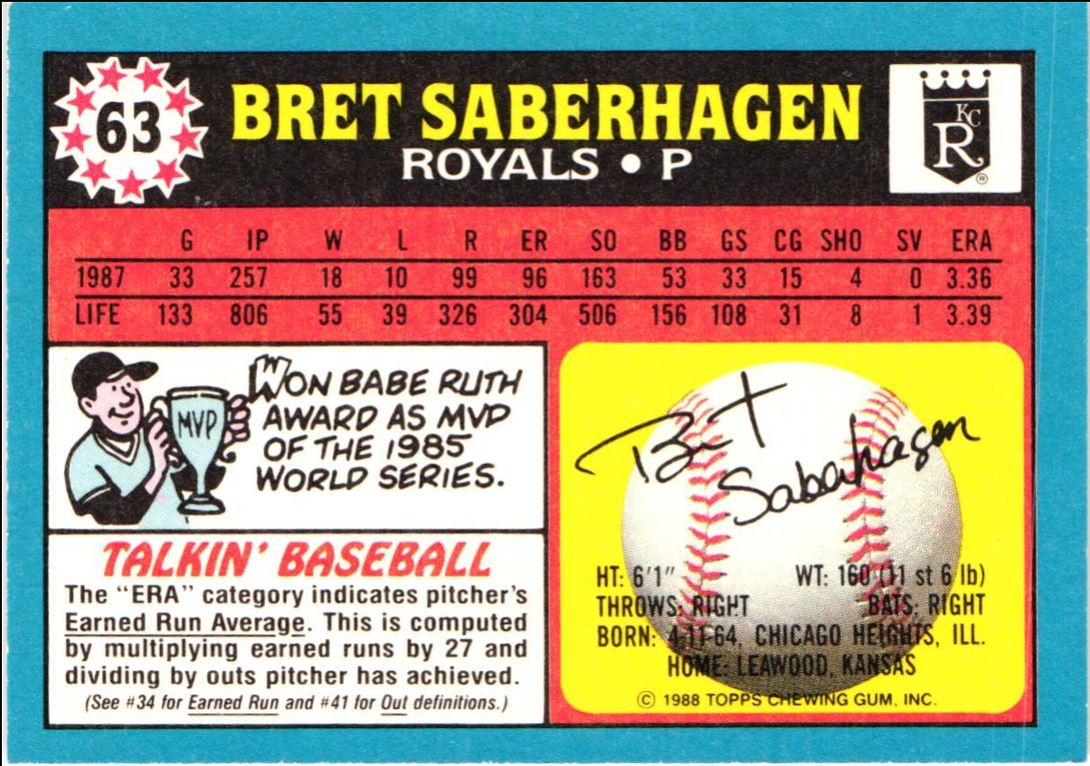 63
BRET SABERHAGEN
ROYALS • P
KC
R
®
G IP W L R ER SO BB GS CG SHO SV ERA
1987 33 257 18 10 99 96 163 53 33 15 4 0 3.36
LIFE 133 806 55 39 326 304 506 156 108 31 8 1 3.39
MVP
WON BABE RUTH
AWARD AS MVP
OF THE 1985
WORLD SERIES.
TALKIN' BASEBALL
The "ERA" category indicates pitcher's
Earned Run Average. This is computed
by multiplying earned runs by 27 and
dividing by outs pitcher has achieved.
(See #34 for Earned Run and #41 for Out definitions.)
Bret
Saberhagen
HT: 6'1" WT: 160 (11 st 6 lb)
THROWS: RIGHT BATS: RIGHT
BORN: 4-11-64, CHICAGO HEIGHTS, ILL.
HOME: LEAWOOD, KANSAS
© 1988 TOPPS CHEWING GUM, INC.